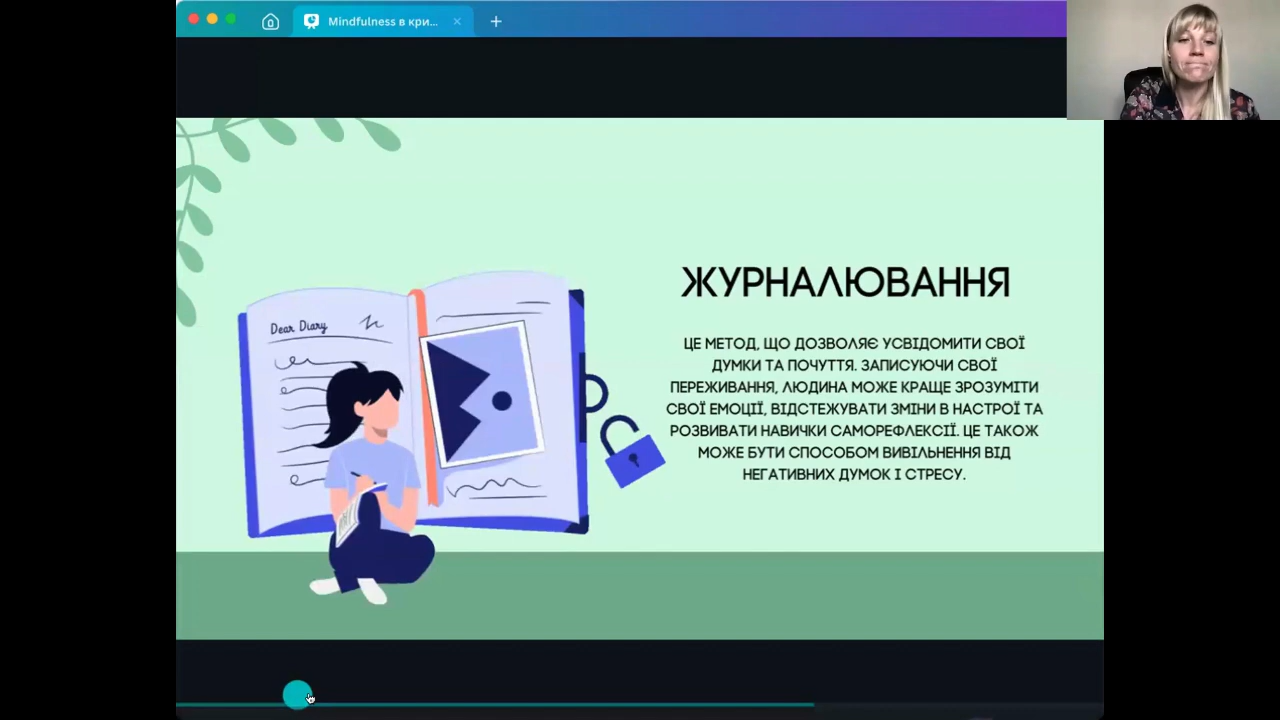 Mindfulness в кри...
ЖУРНАЛЮВАННЯ
Dear Diary
ЦЕ МЕТОД, ЩО ДОЗВОЛЯЄ УСВІДОМИТИ СВОЇ
ДУМКИ ТА ПОЧУТТЯ. ЗАПИСУЮЧИ СВОЇ
ПЕРЕЖИВАННЯ, ЛЮДИНА МОЖЕ КРАЩЕ ЗРОЗУМІТИ
СВОЇ ЕМОЦІЇ, ВІДСТЕЖУВАТИ ЗМІНИ В НАСТРОЇ ТА
РОЗВИВАТИ НАВИЧКИ САМОРЕФЛЕКСІЇ. ЦЕ ТАКОЖ
МОЖЕ БУТИ СПОСОБОМ ВИВІЛЬНЕННЯ ВІД
НЕГАТИВНИХ ДУМОК І СТРЕСУ.